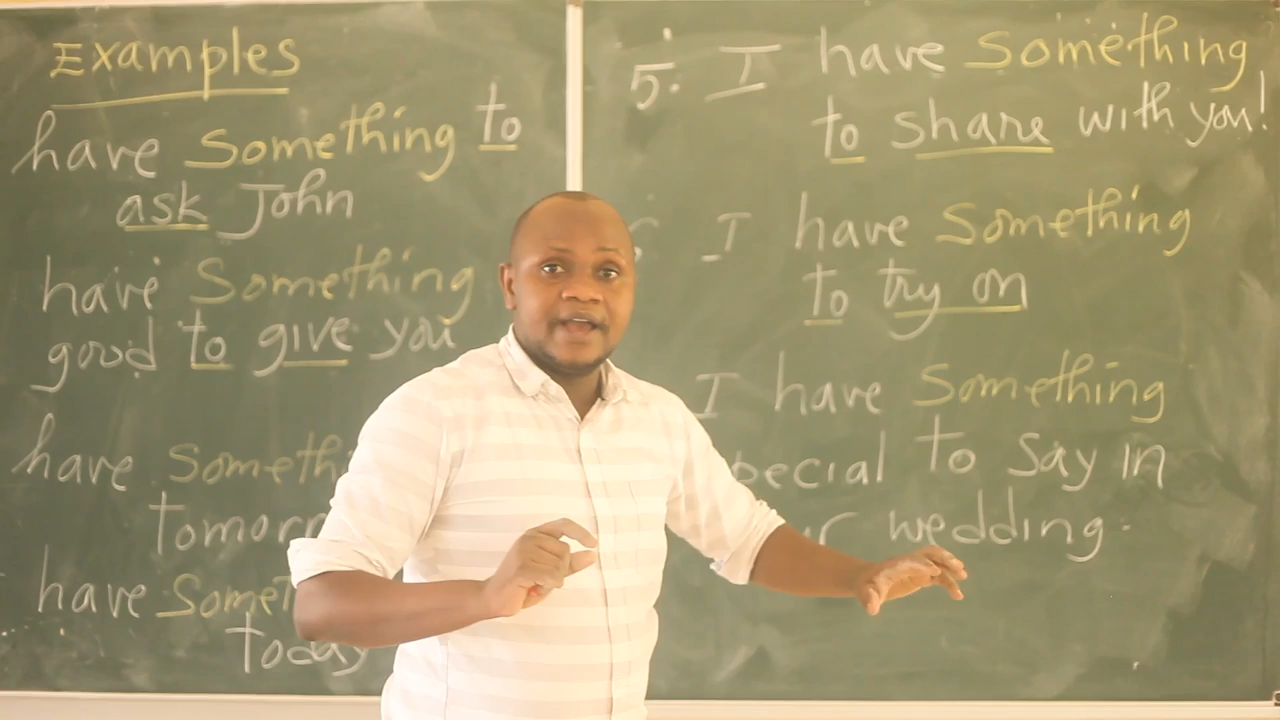 Examples
have Something to
ask John
have Something
good to give you
have
tomorr
have
today
5. I have Something
to share with you!
I have Something
to try on
I have Something
pecial to say in
wedding.